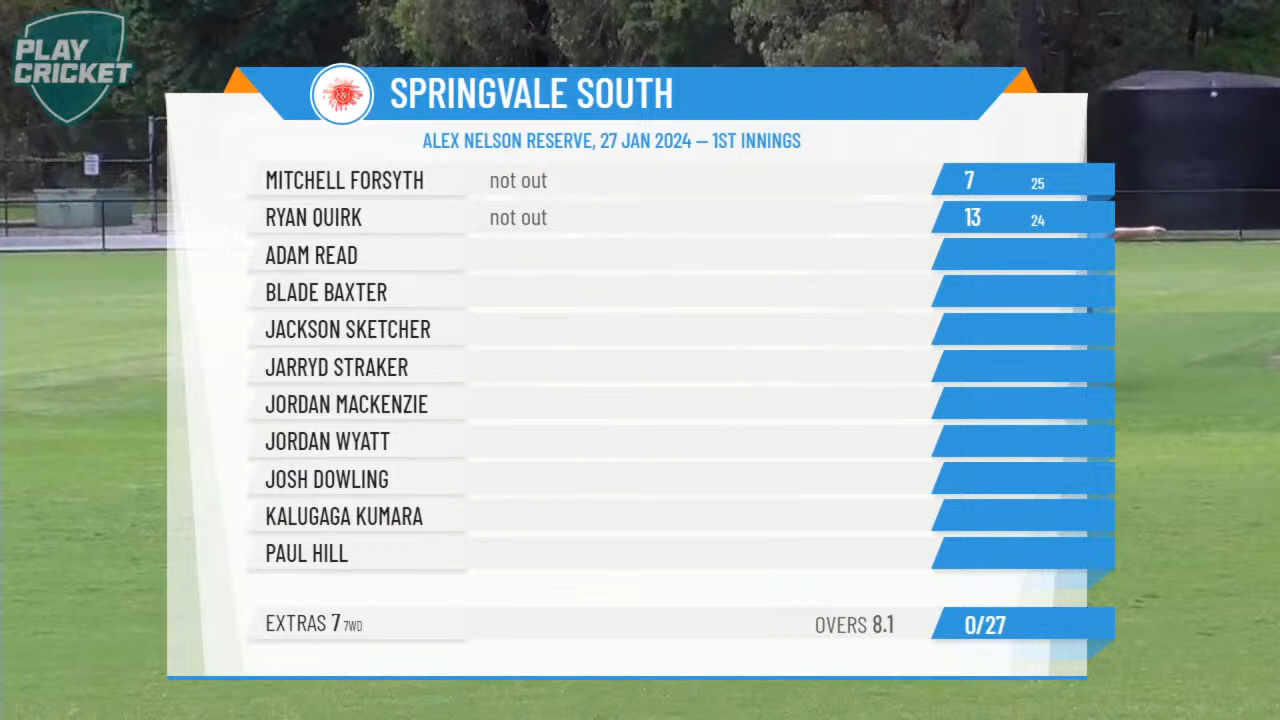 PLAY
CRICKET
SPRINGVALE SOUTH
ALEX NELSON RESERVE, 27 JAN 2024 – 1ST INNINGS
MITCHELL FORSYTH not out 7 25
RYAN QUIRK not out 13 24
ADAM READ
BLADE BAXTER
JACKSON SKETCHER
JARRYD STRAKER
JORDAN MACKENZIE
JORDAN WYATT
JOSH DOWLING
KALUGAGA KUMARA
PAUL HILL
EXTRAS 7 7WD OVERS 8.1 0/27